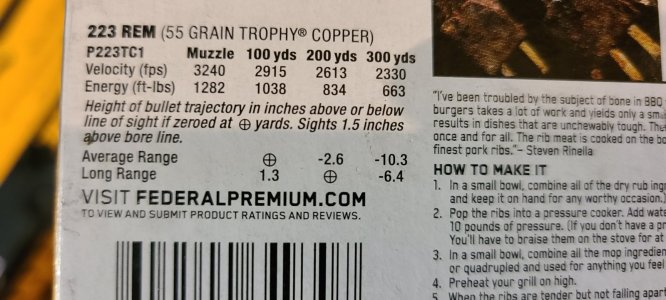 223 REM (55 GRAIN TROPHY® COPPER)
P223TC1 Muzzle 100 yds 200 yds 300 yds
Velocity (fps) 3240 2915 2613 2330
Energy (ft-lbs) 1282 1038 834 663
Height of bullet trajectory in inches above or below
line of sight if zeroed at ⊕ yards. Sights 1.5 inches
above bore line.
Average Range ⊕ -2.6 -10.3
Long Range 1.3 ⊕ -6.4
VISIT FEDERALPREMIUM.COM
TO VIEW AND SUBMIT PRODUCT RATINGS AND REVIEWS.
"I've been troubled by the subject of bone in BBQ
burgers takes a lot of work and yields only a
results in dishes that are unchewably tough.
once and for all. The rib meat is cooked on the
finest pork ribs."- Steven Rinella
HOW TO MAKE IT
1. In a small bowl, combine all of the dry rub
and keep it on hand for any worthy occasion.
2. Pop the ribs into a pressure cooker. Add
10 pounds of pressure. (If you don't have a
You'll have to braise them on the stove for at
3. In a small bowl, combine all the mop
or quadrupled and used for anything you feel
4. Preheat your grill on high.
5. When the ribs are tender but not falling